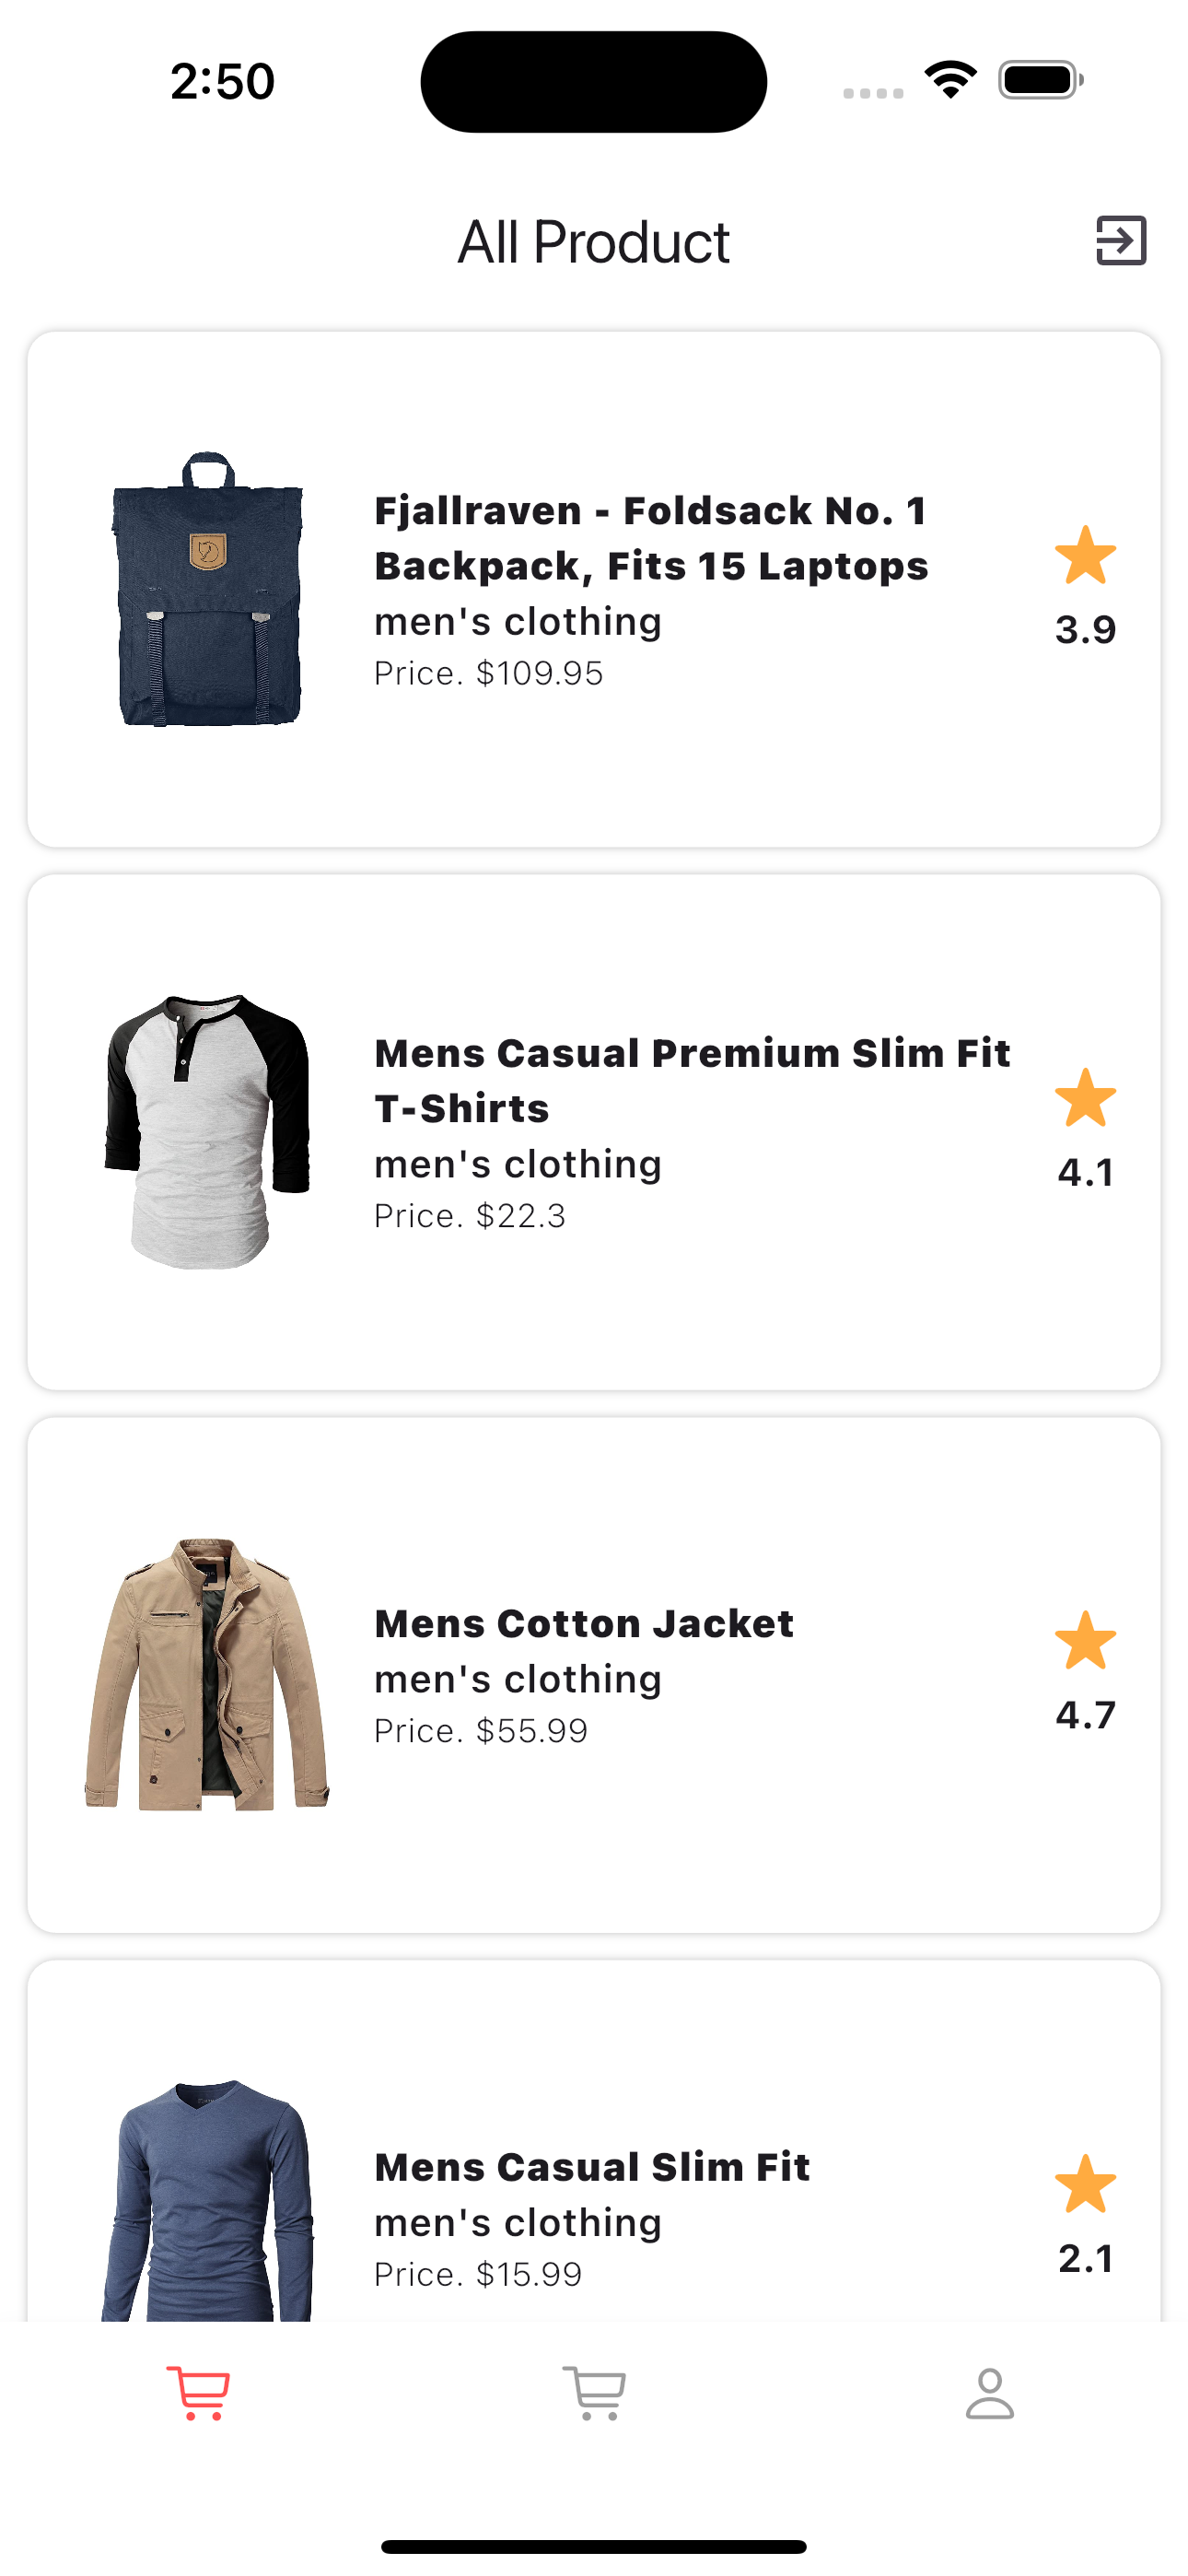 2:50
All Product
Fjallraven - Foldsack No. 1
Backpack, Fits 15 Laptops
men's clothing
Price. $109.95
3.9
Mens Casual Premium Slim Fit
T-Shirts
men's clothing
Price. $22.3
4.1
Mens Cotton Jacket
men's clothing
Price. $55.99
4.7
Mens Casual Slim Fit
men's clothing
Price. $15.99
2.1